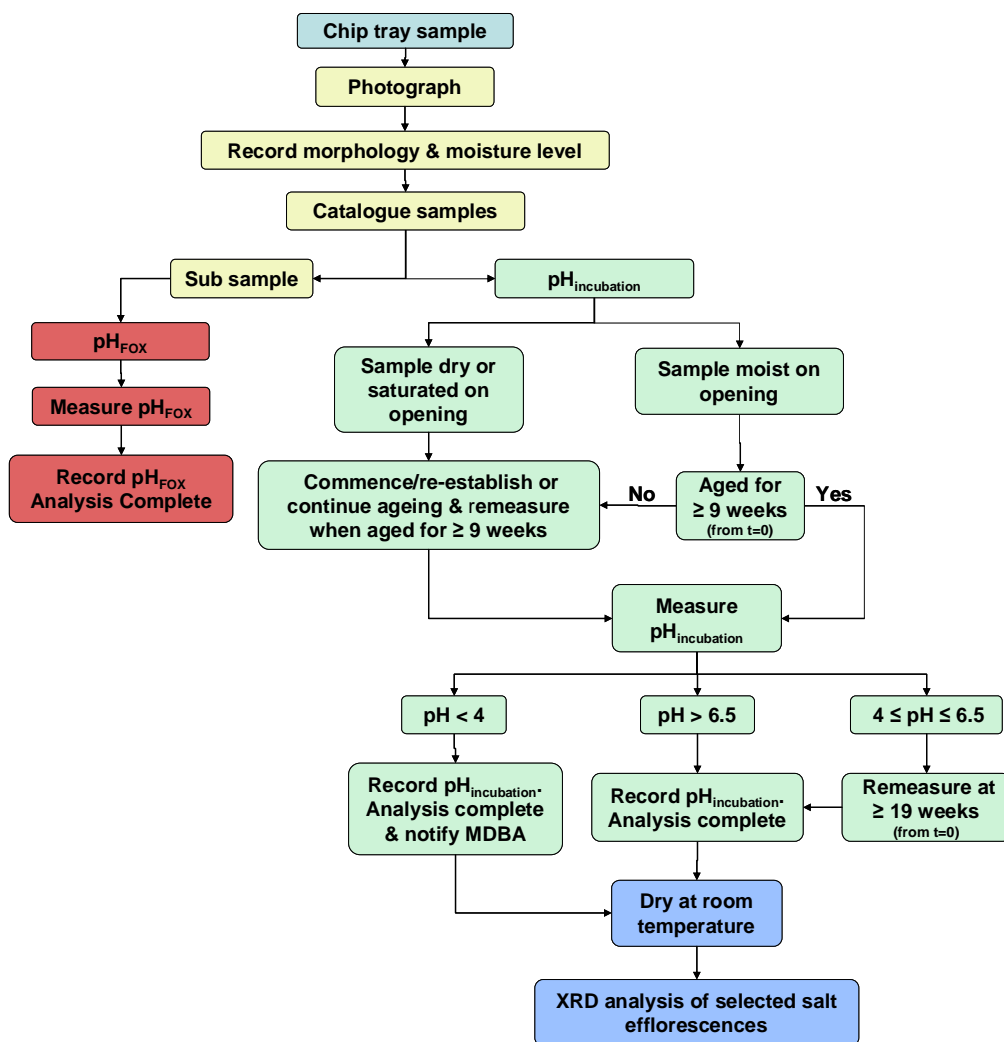 Chip tray sample
Photograph
Record morphology & moisture level
Catalogue samples
Sub sample
pHincubation
pHFOX
Measure pHFOX
Record pHFOX
Analysis Complete
Sample dry or
saturated on
opening
Sample moist on
opening
Commence/re-establish or
continue ageing & remeasure
when aged for ≥ 9 weeks
No
Aged for
≥ 9 weeks
(from t=0)
Yes
Measure
pHincubation
pH < 4
pH > 6.5
4 ≤ pH ≤ 6.5
Record pHincubation.
Analysis complete
& notify MDBA
Record pHincubation.
Analysis complete
Remeasure at
≥ 19 weeks
(from t=0)
Dry at room
temperature
XRD analysis of selected salt
efflorescences